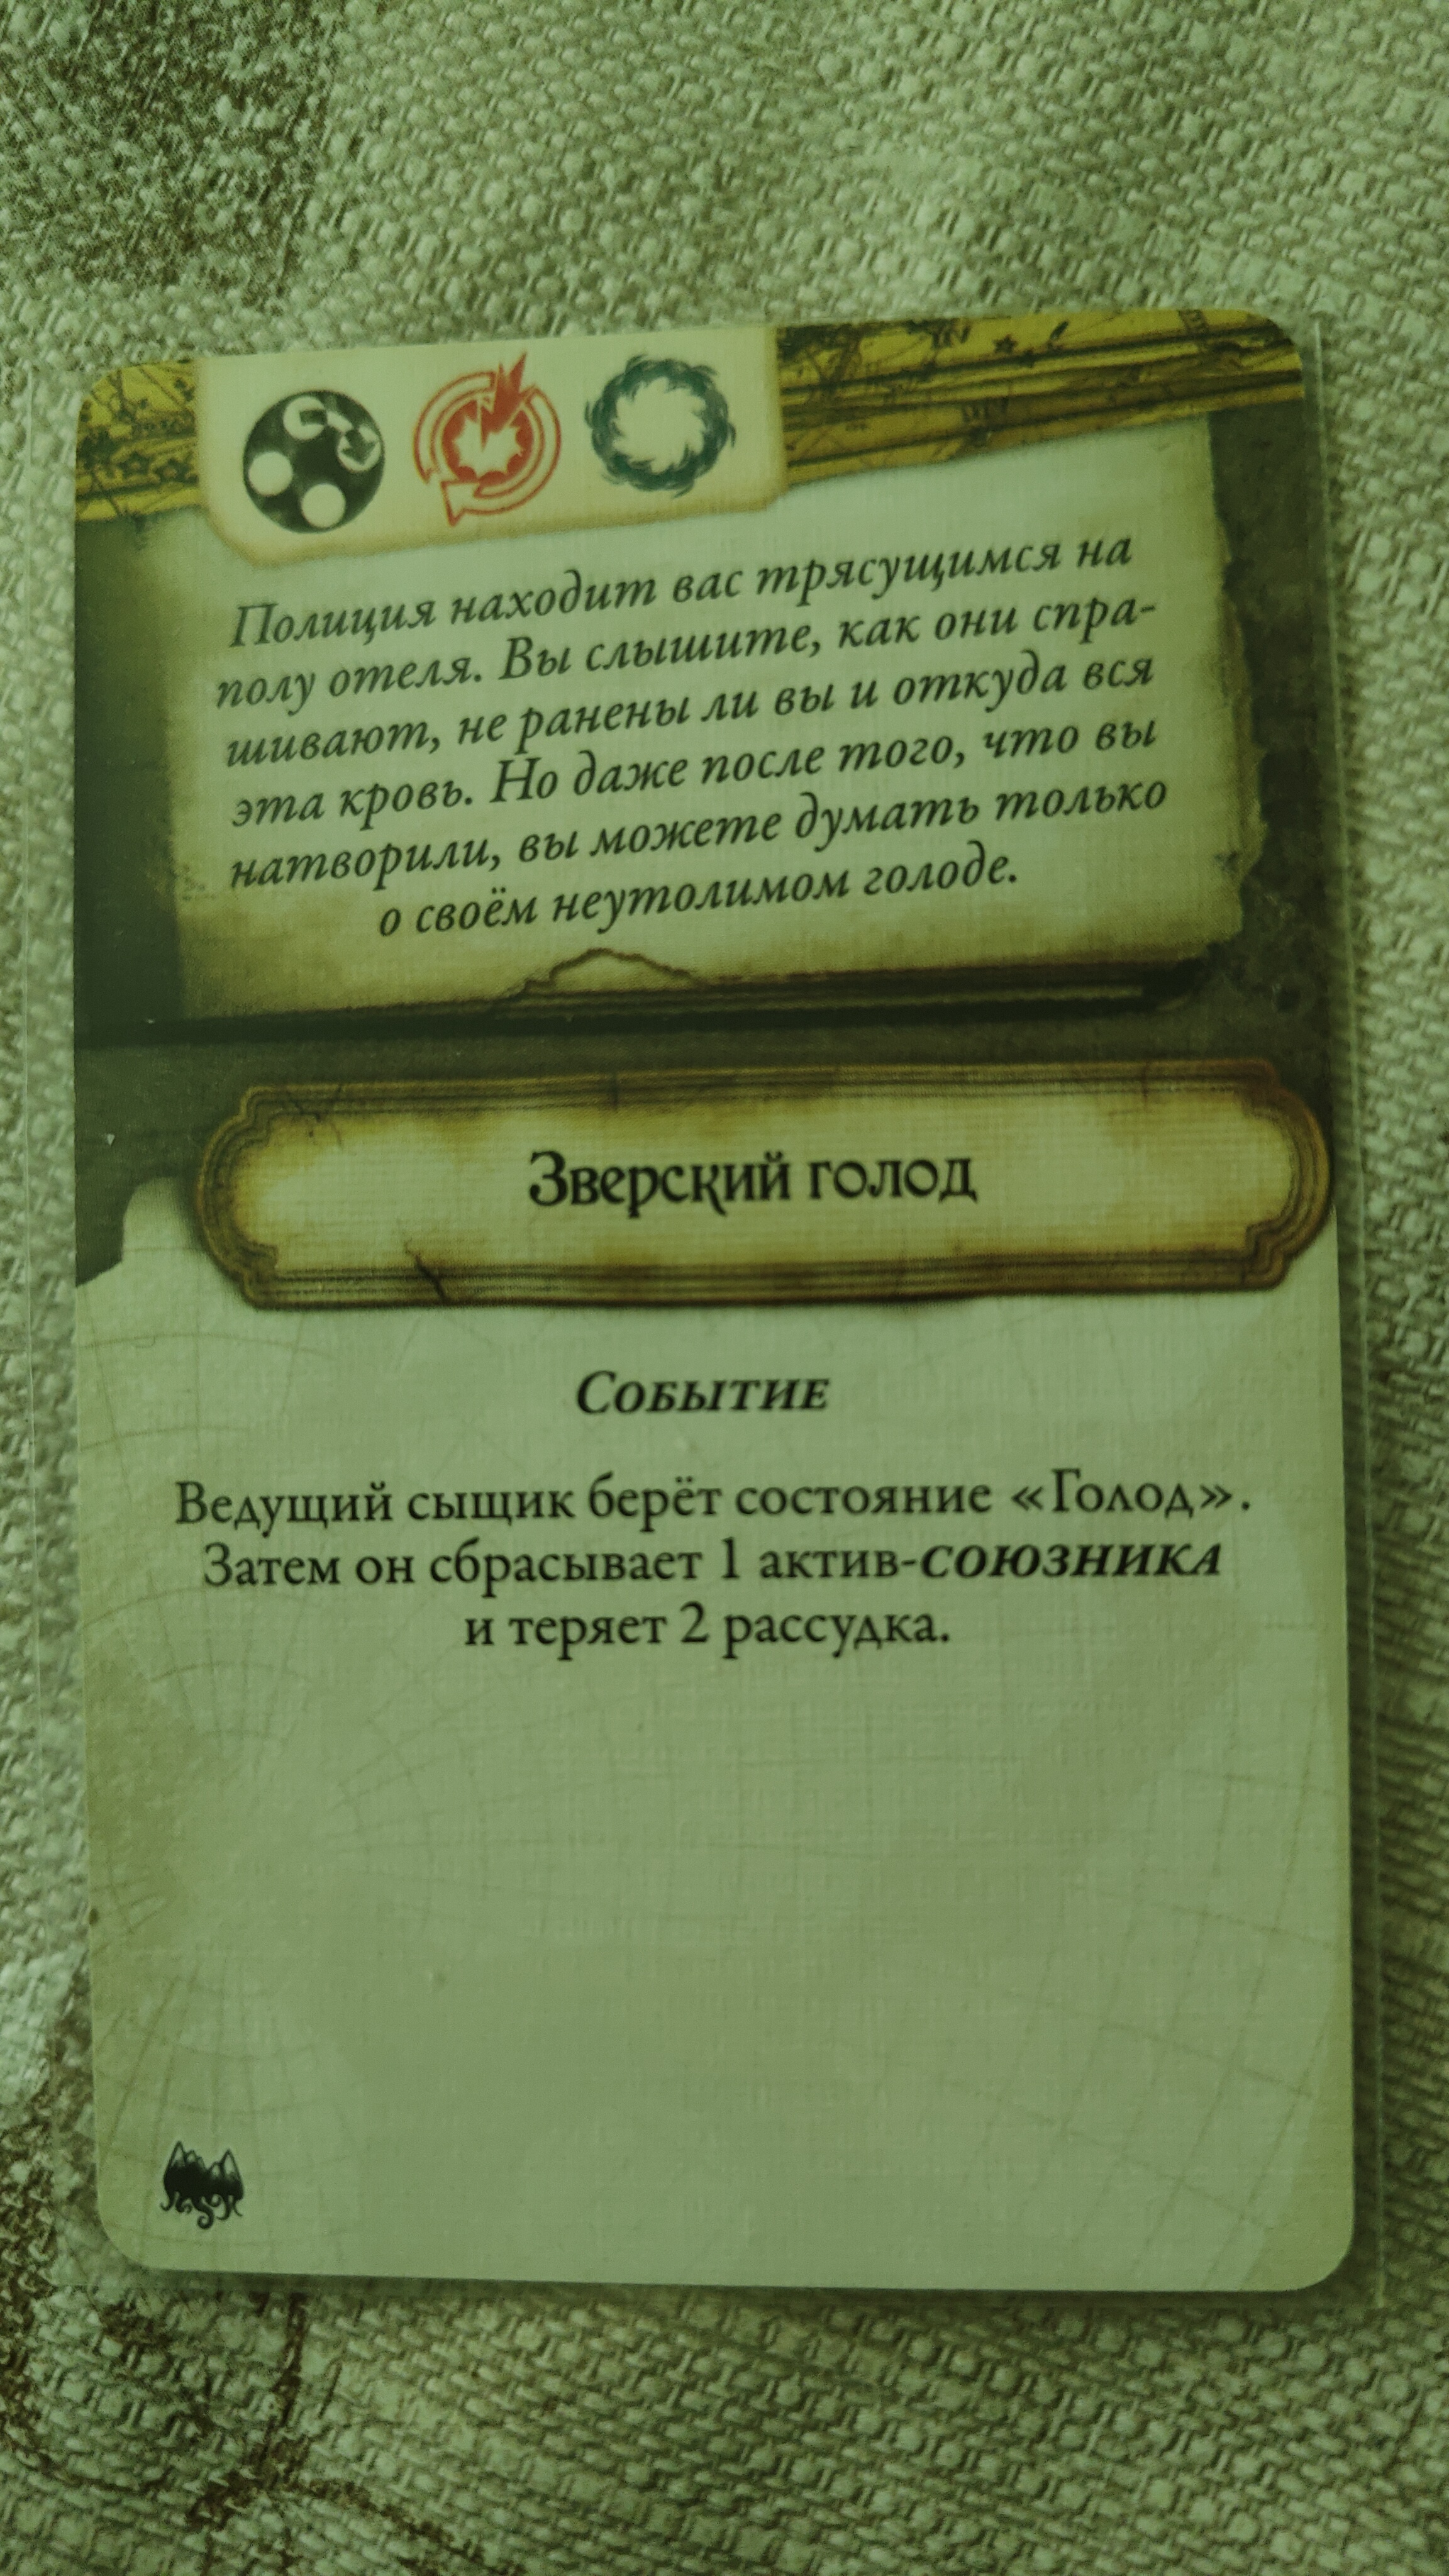 Полиция находит вас трясущимся на
полу отеля. Вы слышите, как они спра-
шивают, не ранены ли вы и откуда вся
эта кровь. Но даже после того, что вы
натворили, вы можете думать только
о своём неутолимом голоде.
Зверский голод
Событие
Ведущий сыщик берёт состояние «Голод».
Затем он сбрасывает 1 актив-СОЮЗНИКА
и теряет 2 рассудка.